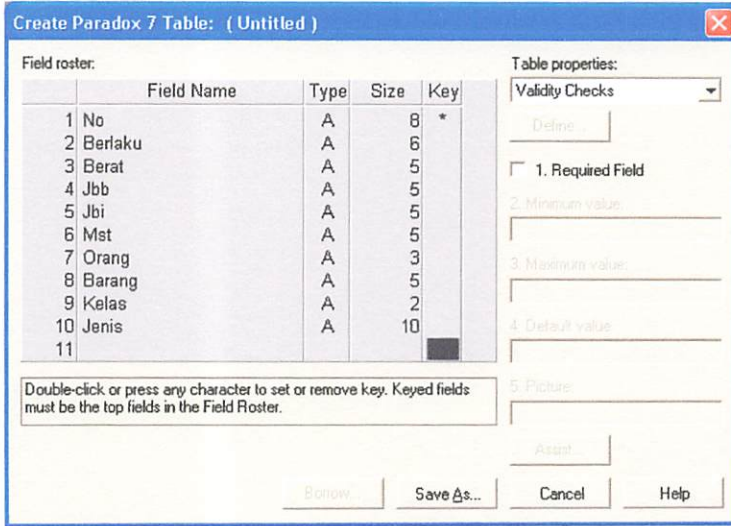 Create Paradox 7 Table: ( Untitled )
Field roster:
Field Name Type Size Key
1 No A 8 *
2 Berlaku A 6
3 Berat A 5
4 Jbb A 5
5 Jbi A 5
6 Mst A 5
7 Orang A 3
8 Barang A 5
9 Kelas A 2
10 Jenis A 10
11
Double-click or press any character to set or remove key. Keyed fields
must be the top fields in the Field Roster.
Table properties:
Validity Checks
Define...
1. Required Field
2. Minimum value:
3. Maximum value:
4. Default value:
5. Picture:
Assist...
Borrow... Save As... Cancel Help